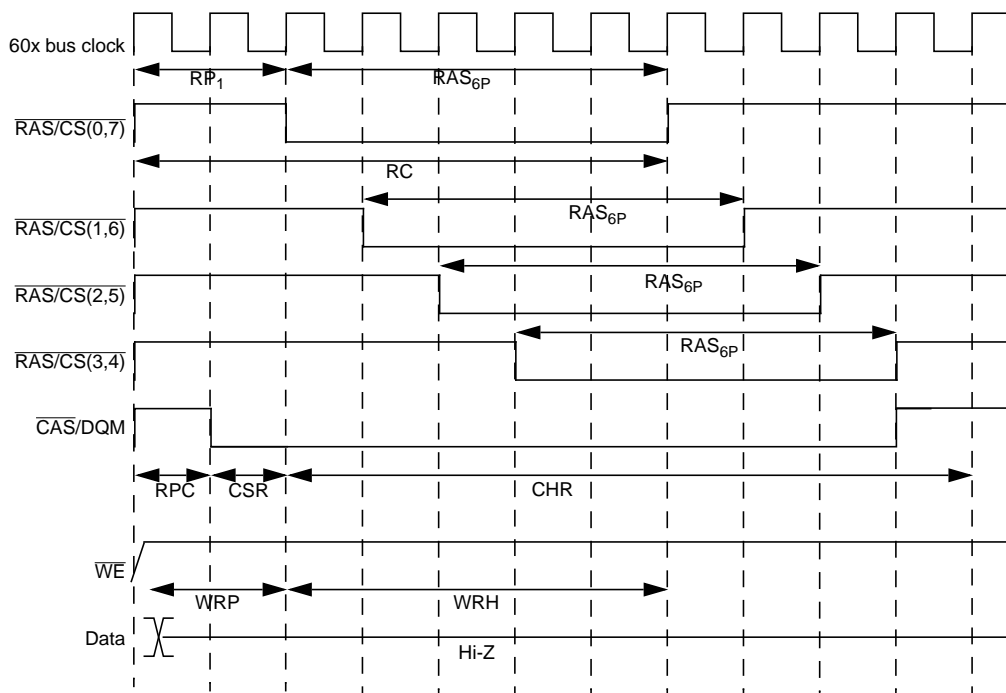 60x bus clock
RP₁
RAS₆P
RAS/CS(0,7)
RC
RAS/CS(1,6)
RAS₆P
RAS/CS(2,5)
RAS₆P
RAS/CS(3,4)
RAS₆P
CAS/DQM
RPC
CSR
CHR
WE
WRP
WRH
Data
Hi-Z